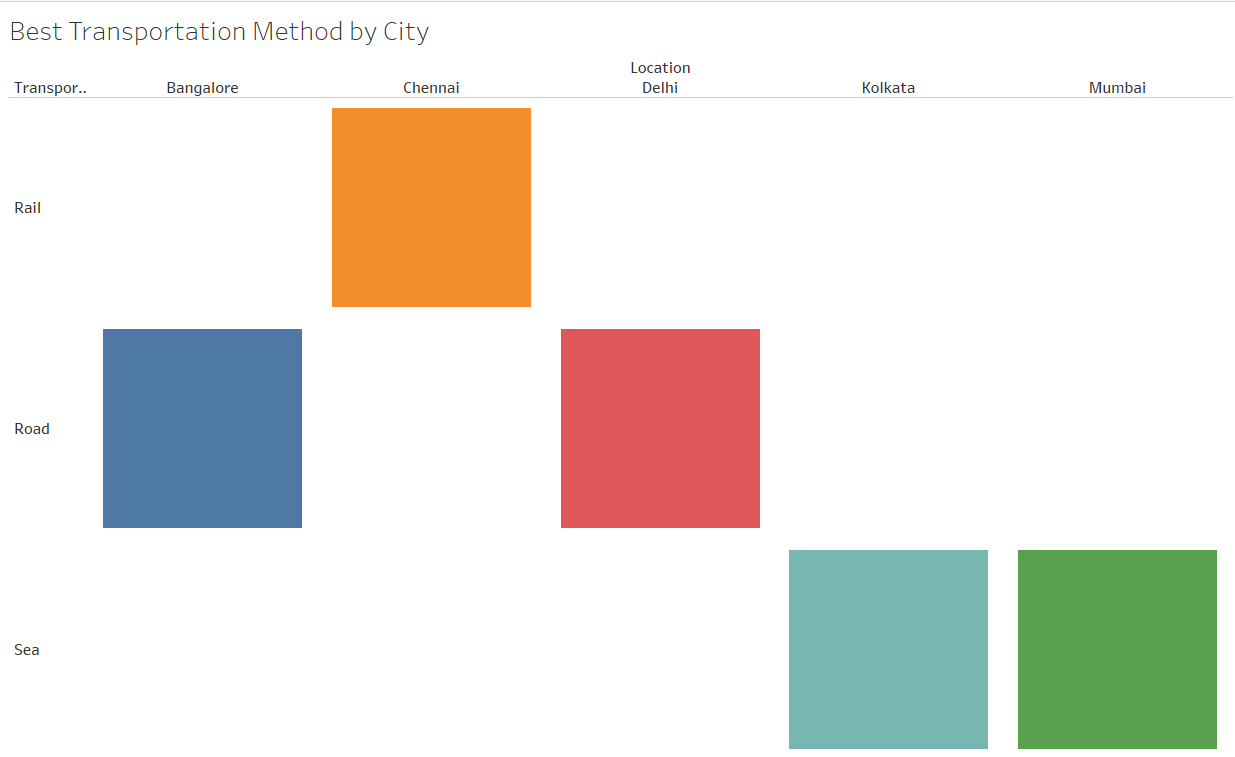 Best Transportation Method by City
Location
Transpor.. Bangalore Chennai Delhi Kolkata Mumbai
Rail
Road
Sea